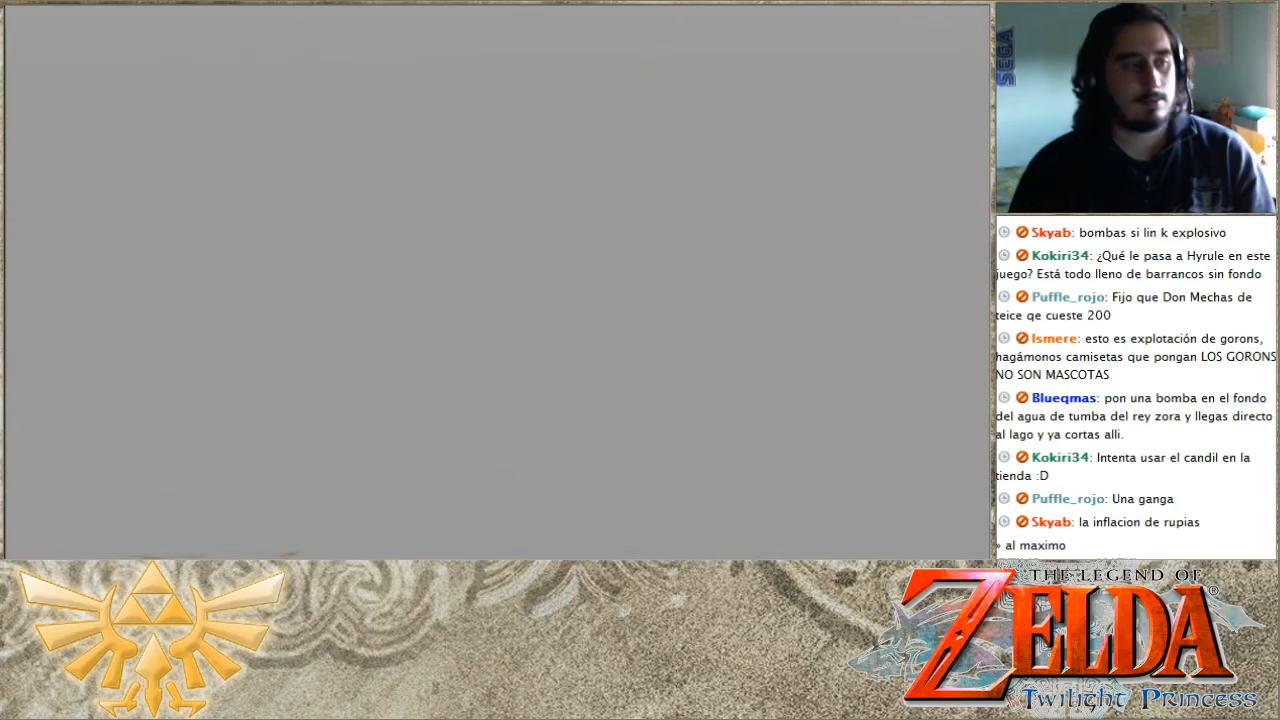 SEGA
Skyab: bombas si lin k explosivo
Kokiri34: ¿Qué le pasa a Hyrule en este
juego? Está todo lleno de barrancos sin fondo
Puffle_rojo: Fijo que Don Mechas de
teice qe cueste 200
Ismere: esto es explotación de gorons,
hagámonos camisetas que pongan LOS GORONS
NO SON MASCOTAS
Blueqmas: pon una bomba en el fondo
del agua de tumba del rey zora y llegas directo
al lago y ya cortas alli.
Kokiri34: Intenta usar el candil en la
tienda :D
Puffle_rojo: Una ganga
Skyab: la inflacion de rupias
» al maximo
THE LEGEND OF
ZELDA®
Twilight Princess